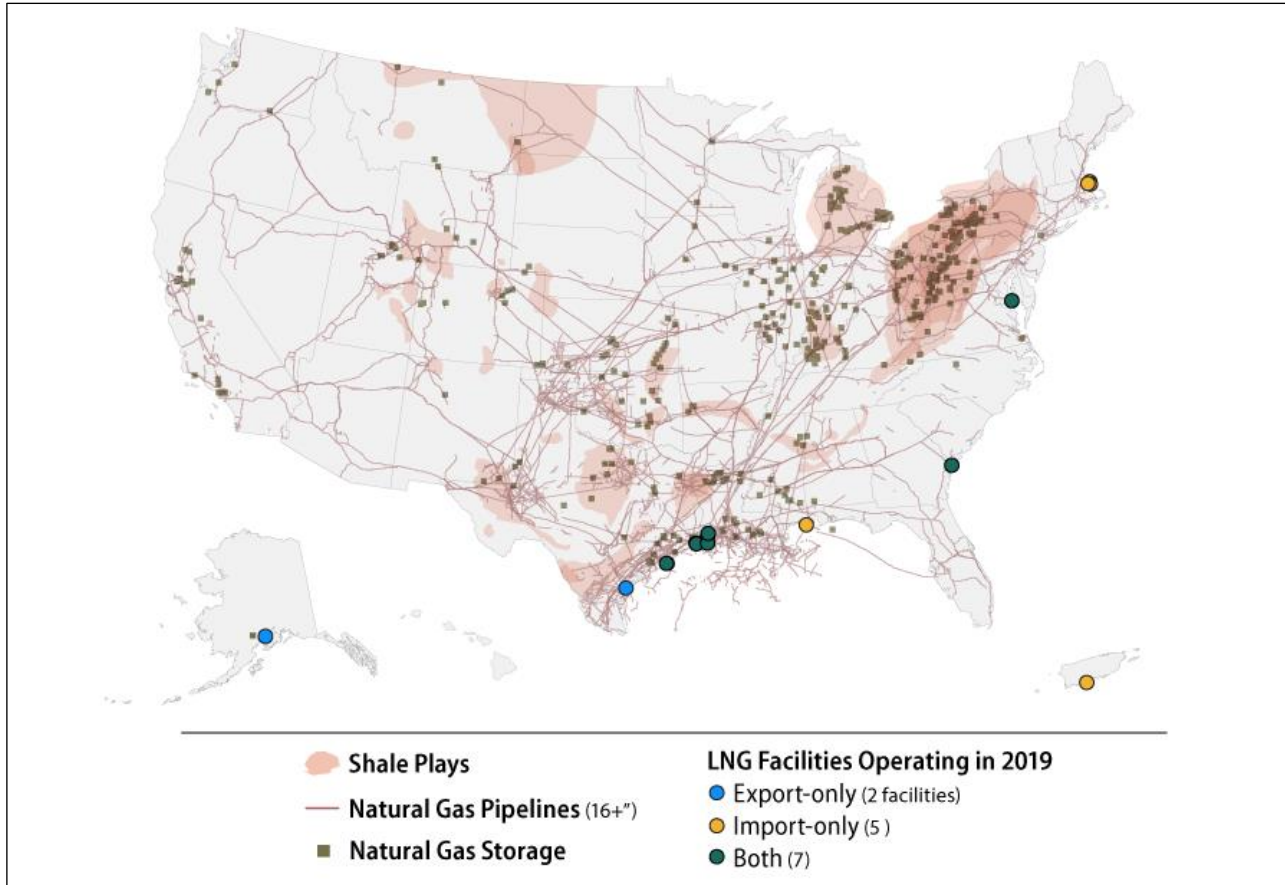 Shale Plays
Natural Gas Pipelines (16+”)
Natural Gas Storage
LNG Facilities Operating in 2019
Export-only (2 facilities)
Import-only (5 )
Both (7)